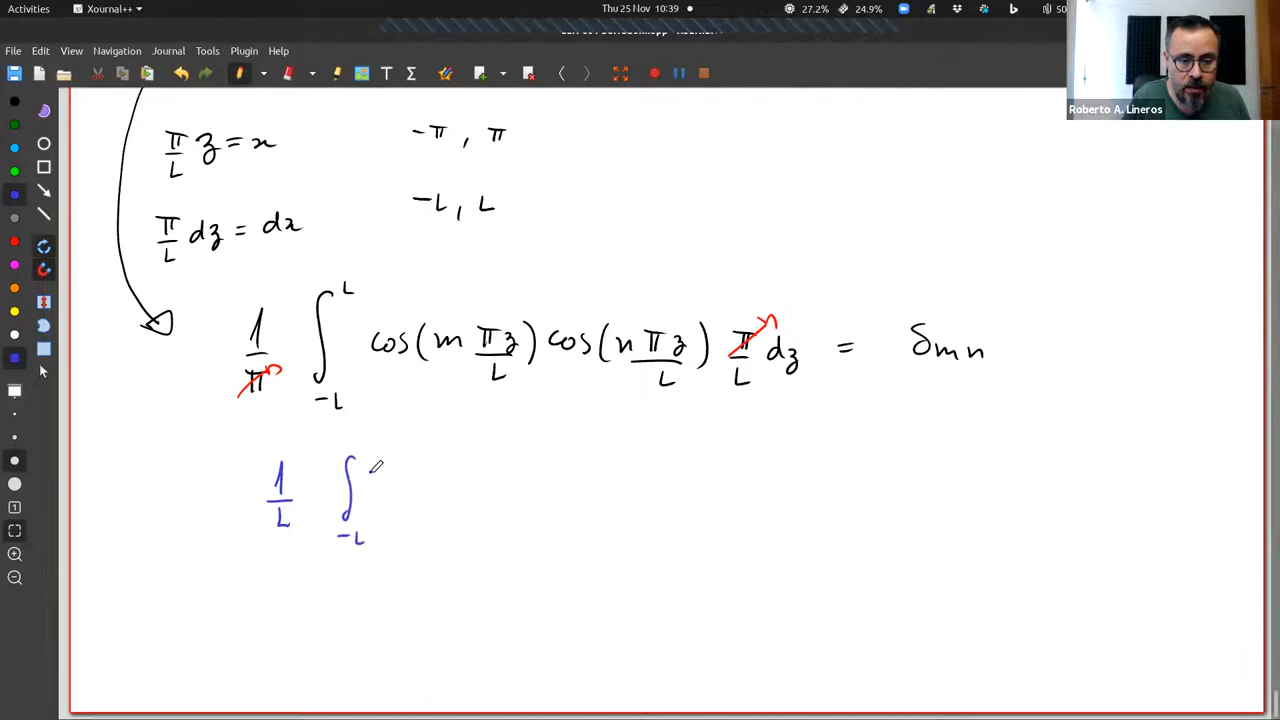 Activities Xournal++ Thu 25 Nov 10:39 27.2% 24.9%
File Edit View Navigation Journal Tools Plugin Help
Roberto A. Lineros
π/L z = x -π, π
π/L dz = dx -L, L
1/π ∫_{-L}^{L} cos(m πz/L) cos(n πz/L) π/L dz = δmn
1/L ∫_{-L}